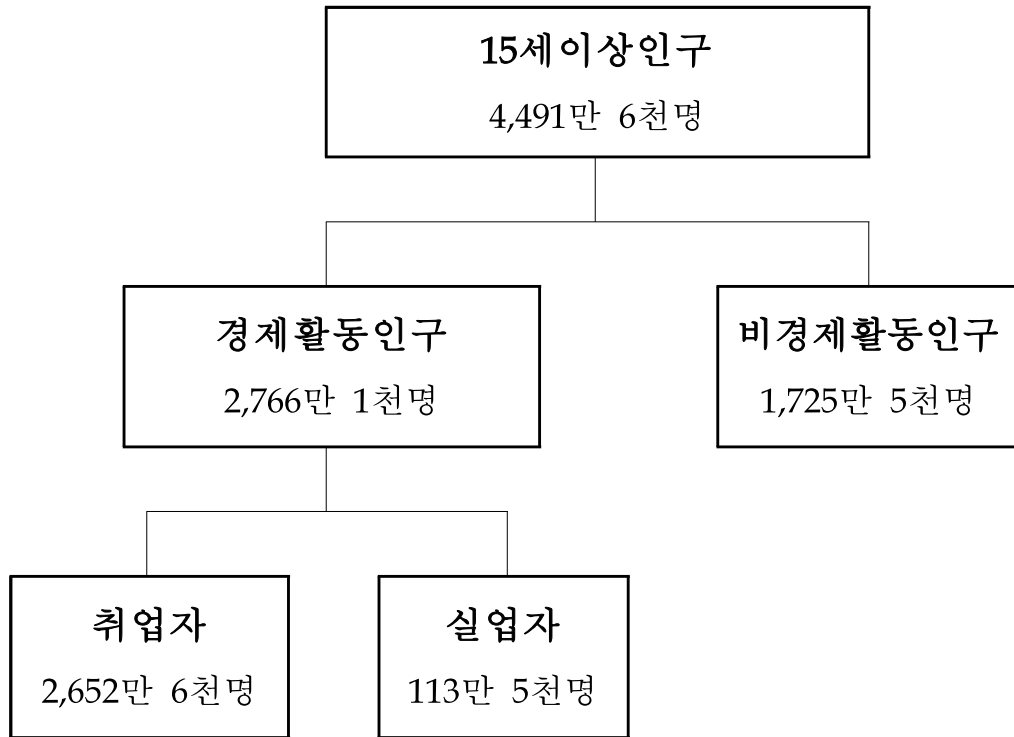 15세이상인구
4,491만 6천명
경제활동인구
2,766만 1천명
비경제활동인구
1,725만 5천명
취업자
2,652만 6천명
실업자
113만 5천명